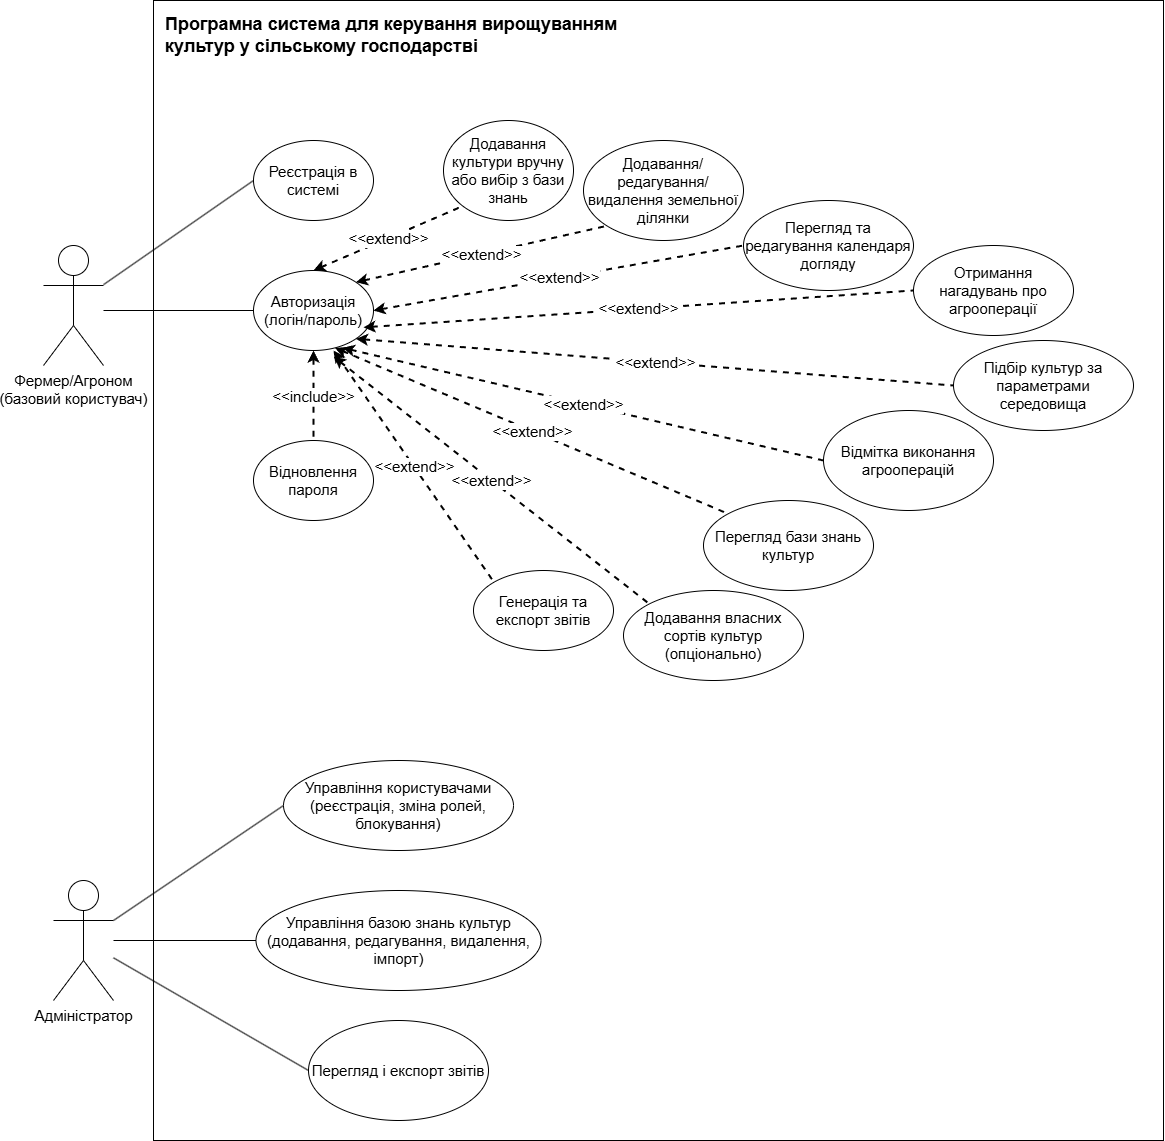 Програмна система для керування вирощуванням
культур у сільському господарстві
Реєстрація в
системі
Додавання
культури вручну
або вибір з бази
знань
Додавання/
редагування/
видалення земельної
ділянки
Перегляд та
редагування календаря
догляду
Отримання
нагадувань про
агрооперації
<<extend>>
<<extend>>
<<extend>>
<<extend>>
Авторизація
(логін/пароль)
Фермер/Агроном
(базовий користувач)
<<extend>>
Підбір культур за
параметрами
середовища
<<include>>
<<extend>>
<<extend>>
Відмітка виконання
агрооперацій
Відновлення
пароля
<<extend>>
<<extend>>
Перегляд бази знань
культур
Генерація та
експорт звітів
Додавання власних
сортів культур
(опціонально)
Управління користувачами
(реєстрація, зміна ролей,
блокування)
Управління базою знань культур
(додавання, редагування, видалення,
імпорт)
Адміністратор
Перегляд і експорт звітів